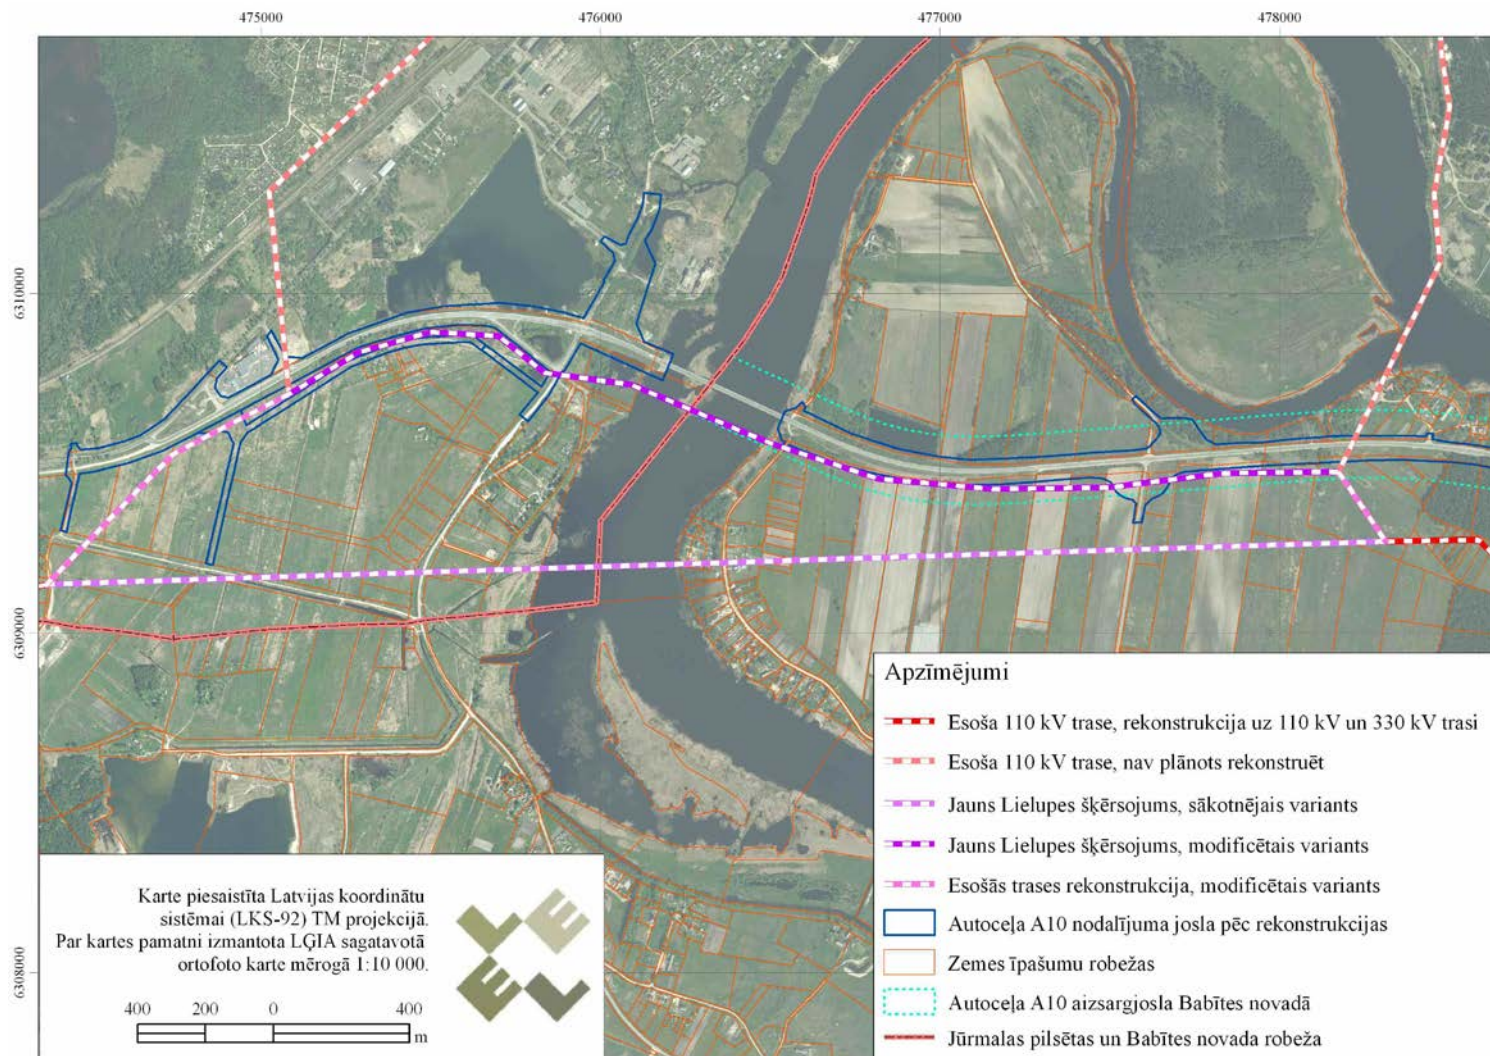 475000
476000
477000
478000
6310000
6309000
6308000
Apzīmējumi
Esoša 110 kV trase, rekonstrukcija uz 110 kV un 330 kV trasi
Esoša 110 kV trase, nav plānots rekonstruēt
Jauns Lielupes šķērsojums, sākotnējais variants
Jauns Lielupes šķērsojums, modificētais variants
Esošās trases rekonstrukcija, modificētais variants
Autoceļa A10 nodalījuma josla pēc rekonstrukcijas
Zemes īpašumu robežas
Autoceļa A10 aizsargjosla Babītes novadā
Jūrmalas pilsētas un Babītes novada robeža
Karte piesaistīta Latvijas koordinātu
sistēmai (LKS-92) TM projekcijā.
Par kartes pamatni izmantota LĢIA sagatavotā
ortofoto karte mērogā 1:10 000.
400 200 0 400
m
L E
E L